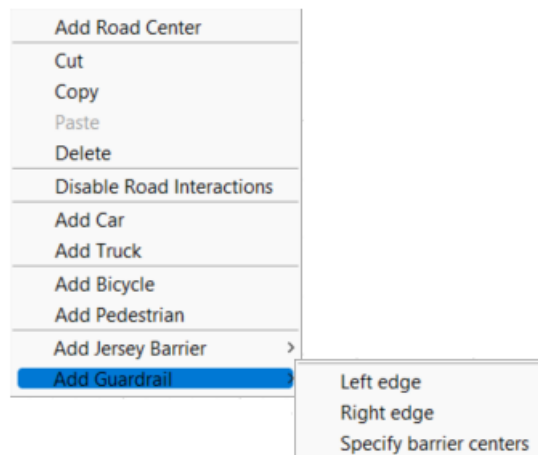 Add Road Center
Cut
Copy
Paste
Delete
Disable Road Interactions
Add Car
Add Truck
Add Bicycle
Add Pedestrian
Add Jersey Barrier
Add Guardrail
Left edge
Right edge
Specify barrier centers